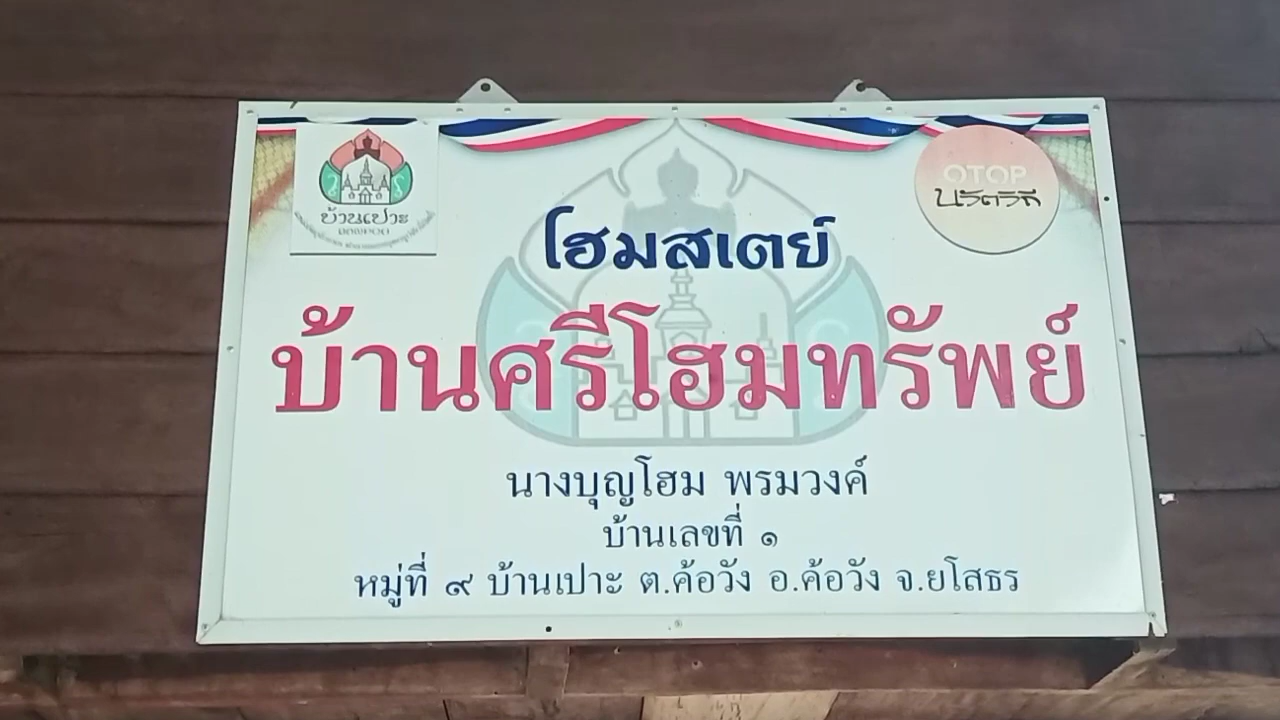 บ้านเปาะ
OTOP
นวัตวิถี
โฮมสเตย์
บ้านศรีโฮมทรัพย์
นางบุญโฮม พรมวงค์
บ้านเลขที่ ๑
หมู่ที่ ๙ บ้านเปาะ ต.ค้อวัง อ.ค้อวัง จ.ยโสธร